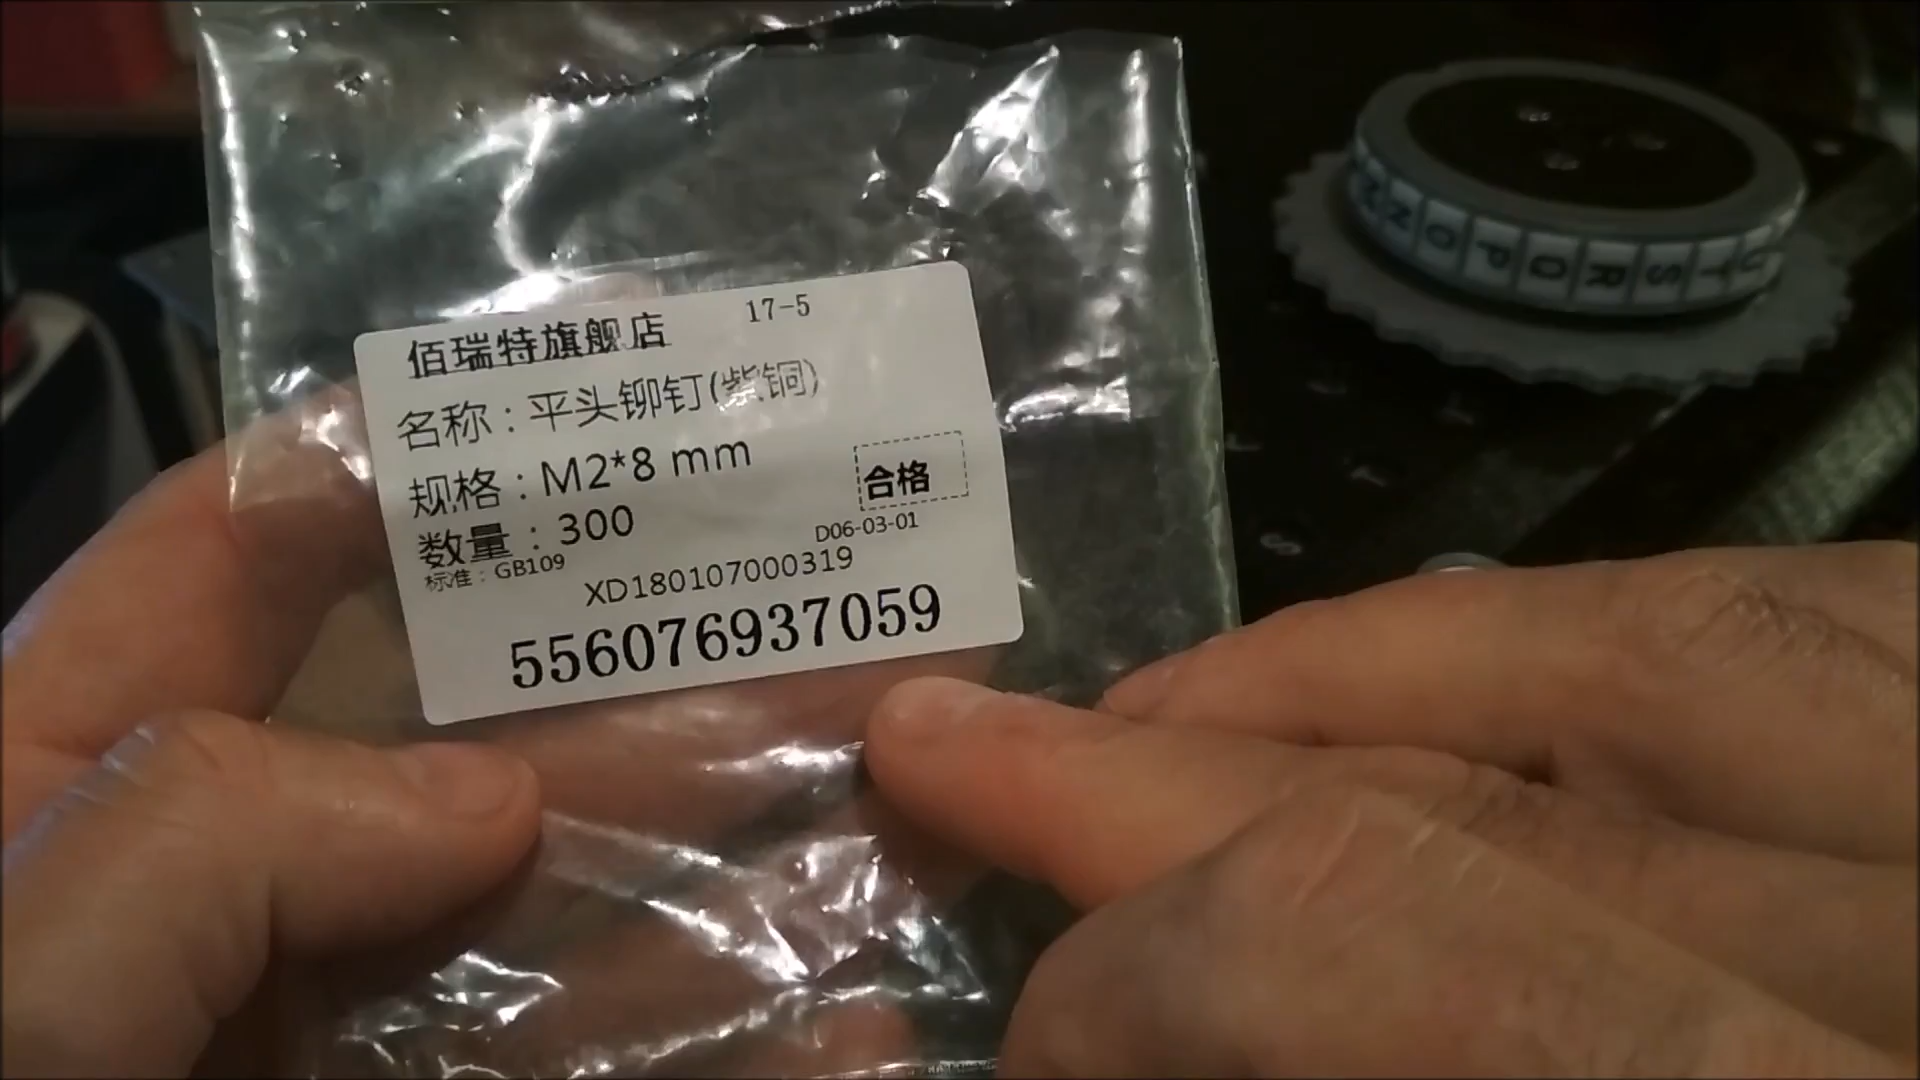 17-5
佰瑞特旗舰店
名称：平头铆钉(紫铜)
规格：M2*8 mm
合格
数量：300
D06-03-01
标准：GB109
XD180107000319
556076937059
N O P Q R S T U